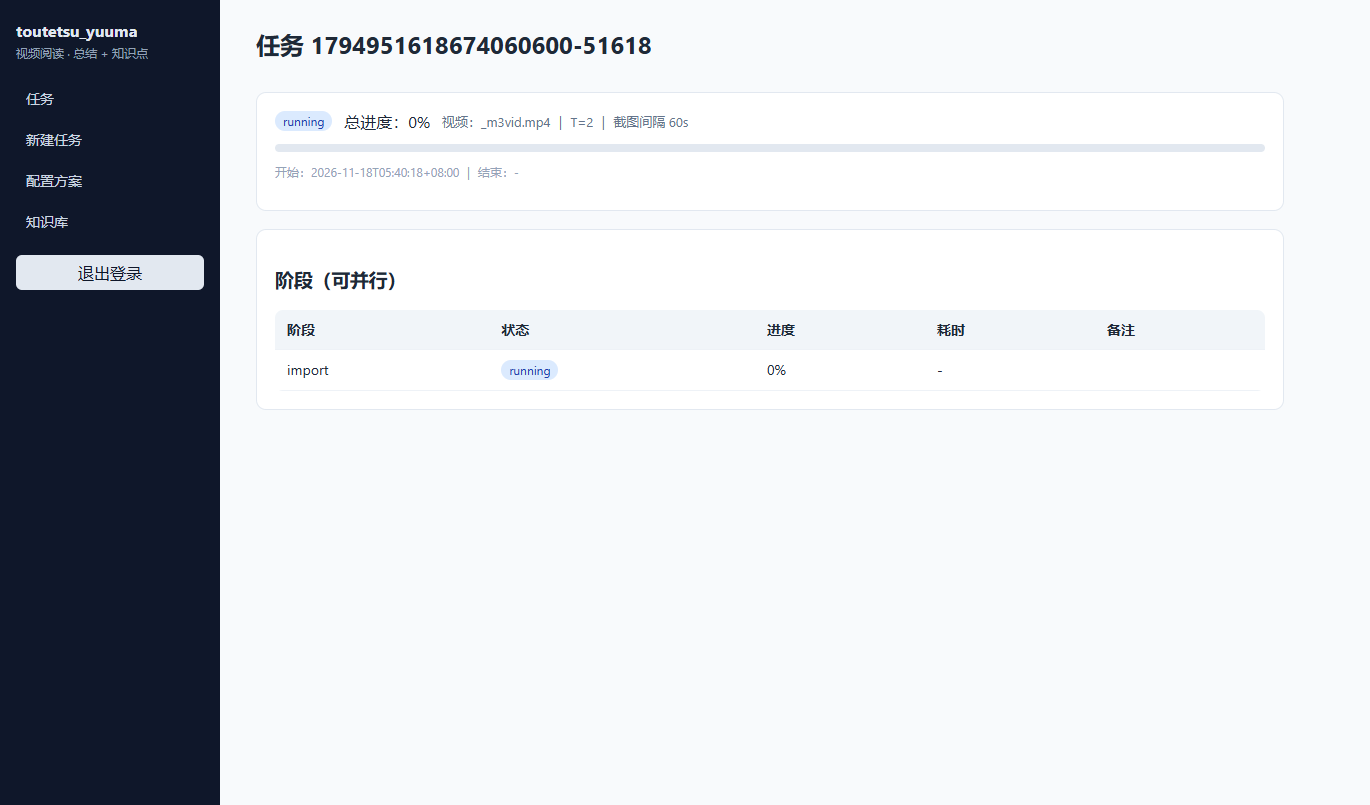 toutetsu_yuuma
视频阅读 · 总结 + 知识点
任务
新建任务
配置方案
知识库
退出登录
任务 1794951618674060600-51618
running 总进度：0% 视频：_m3vid.mp4 | T=2 | 截图间隔 60s
开始：2026-11-18T05:40:18+08:00 | 结束：-
阶段（可并行）
阶段 状态 进度 耗时 备注
import running 0% -